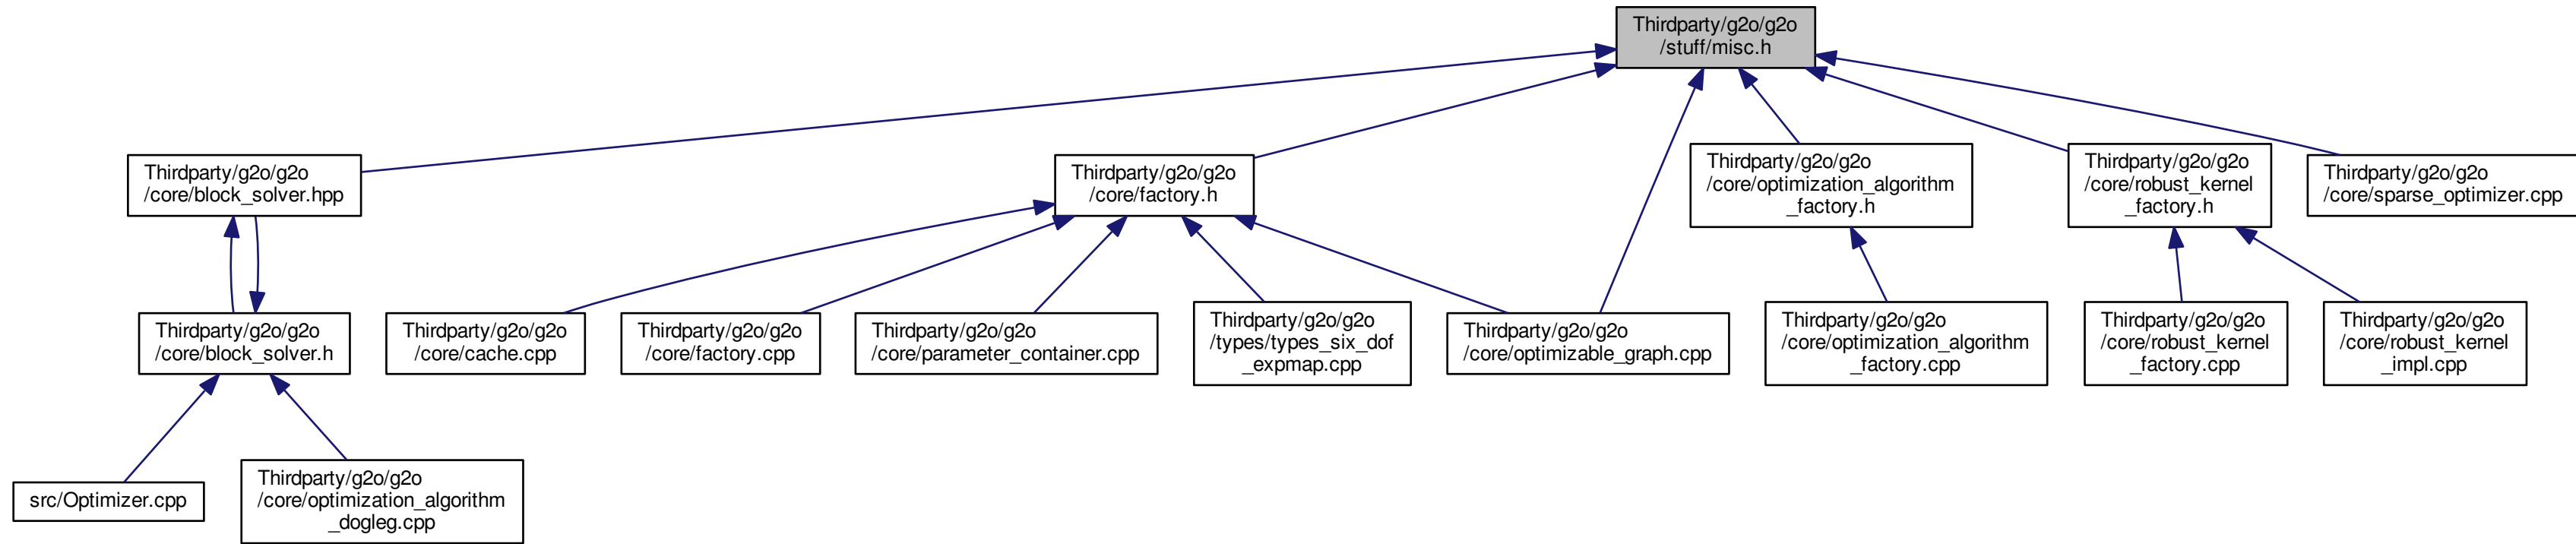 Thirdparty/g2o/g2o
/stuff/misc.h
Thirdparty/g2o/g2o
/core/block_solver.hpp
Thirdparty/g2o/g2o
/core/factory.h
Thirdparty/g2o/g2o
/core/optimization_algorithm
_factory.h
Thirdparty/g2o/g2o
/core/robust_kernel
_factory.h
Thirdparty/g2o/g2o
/core/sparse_optimizer.cpp
Thirdparty/g2o/g2o
/core/block_solver.h
Thirdparty/g2o/g2o
/core/cache.cpp
Thirdparty/g2o/g2o
/core/factory.cpp
Thirdparty/g2o/g2o
/core/parameter_container.cpp
Thirdparty/g2o/g2o
/types/types_six_dof
_expmap.cpp
Thirdparty/g2o/g2o
/core/optimizable_graph.cpp
Thirdparty/g2o/g2o
/core/optimization_algorithm
_factory.cpp
Thirdparty/g2o/g2o
/core/robust_kernel
_factory.cpp
Thirdparty/g2o/g2o
/core/robust_kernel
_impl.cpp
src/Optimizer.cpp
Thirdparty/g2o/g2o
/core/optimization_algorithm
_dogleg.cpp